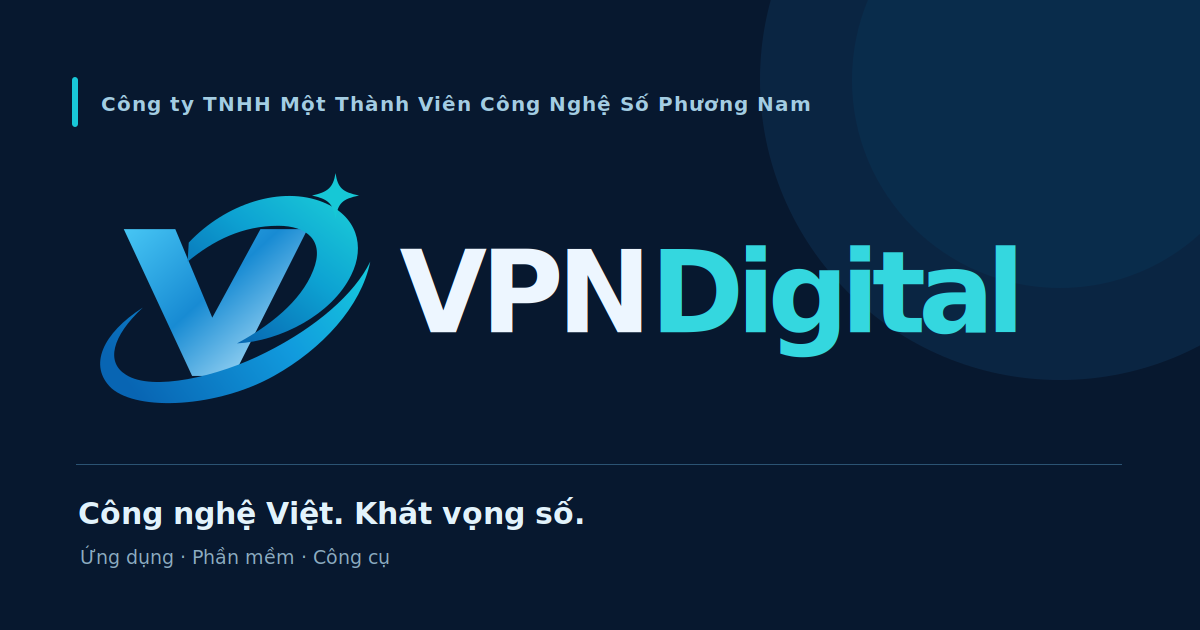 Công ty TNHH Một Thành Viên Công Nghệ Số Phương Nam
VPNDigital
Công nghệ Việt. Khát vọng số.
Ứng dụng · Phần mềm · Công cụ